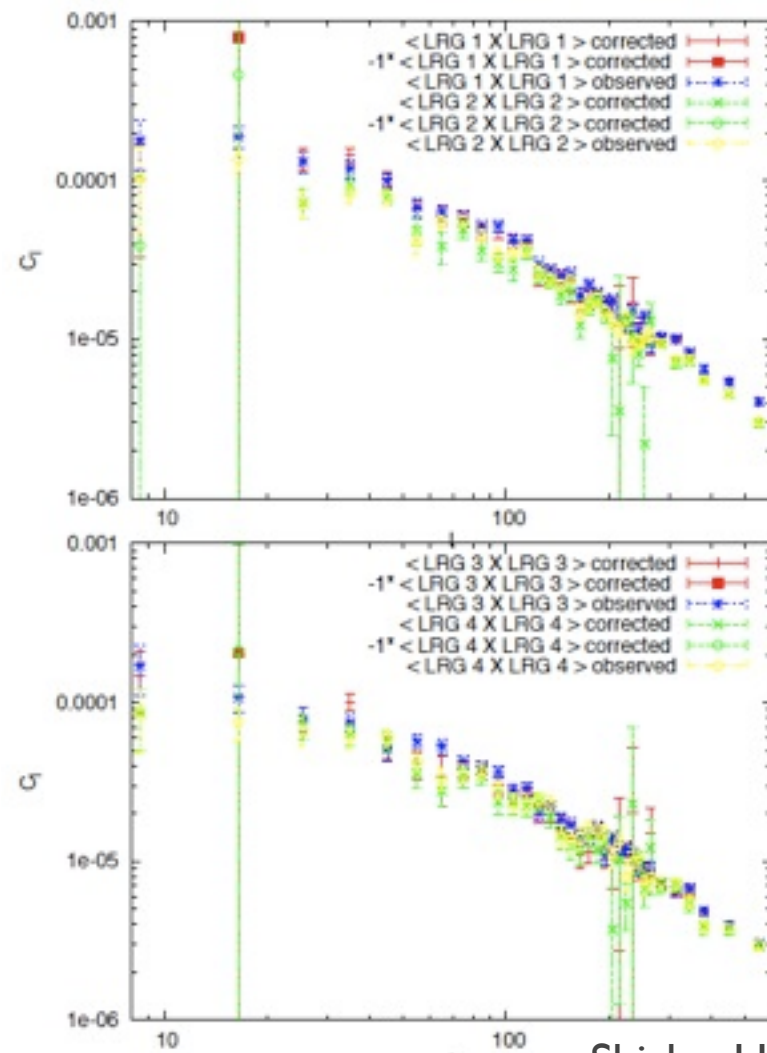 0.001
< LRG 1 X LRG 1 > corrected
-1* < LRG 1 X LRG 1 > corrected
< LRG 1 X LRG 1 > observed
< LRG 2 X LRG 2 > corrected
-1* < LRG 2 X LRG 2 > corrected
< LRG 2 X LRG 2 > observed
0.0001
Cl
1e-05
1e-06
10
100
l
0.001
< LRG 3 X LRG 3 > corrected
-1* < LRG 3 X LRG 3 > corrected
< LRG 3 X LRG 3 > observed
< LRG 4 X LRG 4 > corrected
-1* < LRG 4 X LRG 4 > corrected
< LRG 4 X LRG 4 > observed
0.0001
Cl
1e-05
1e-06
10
100